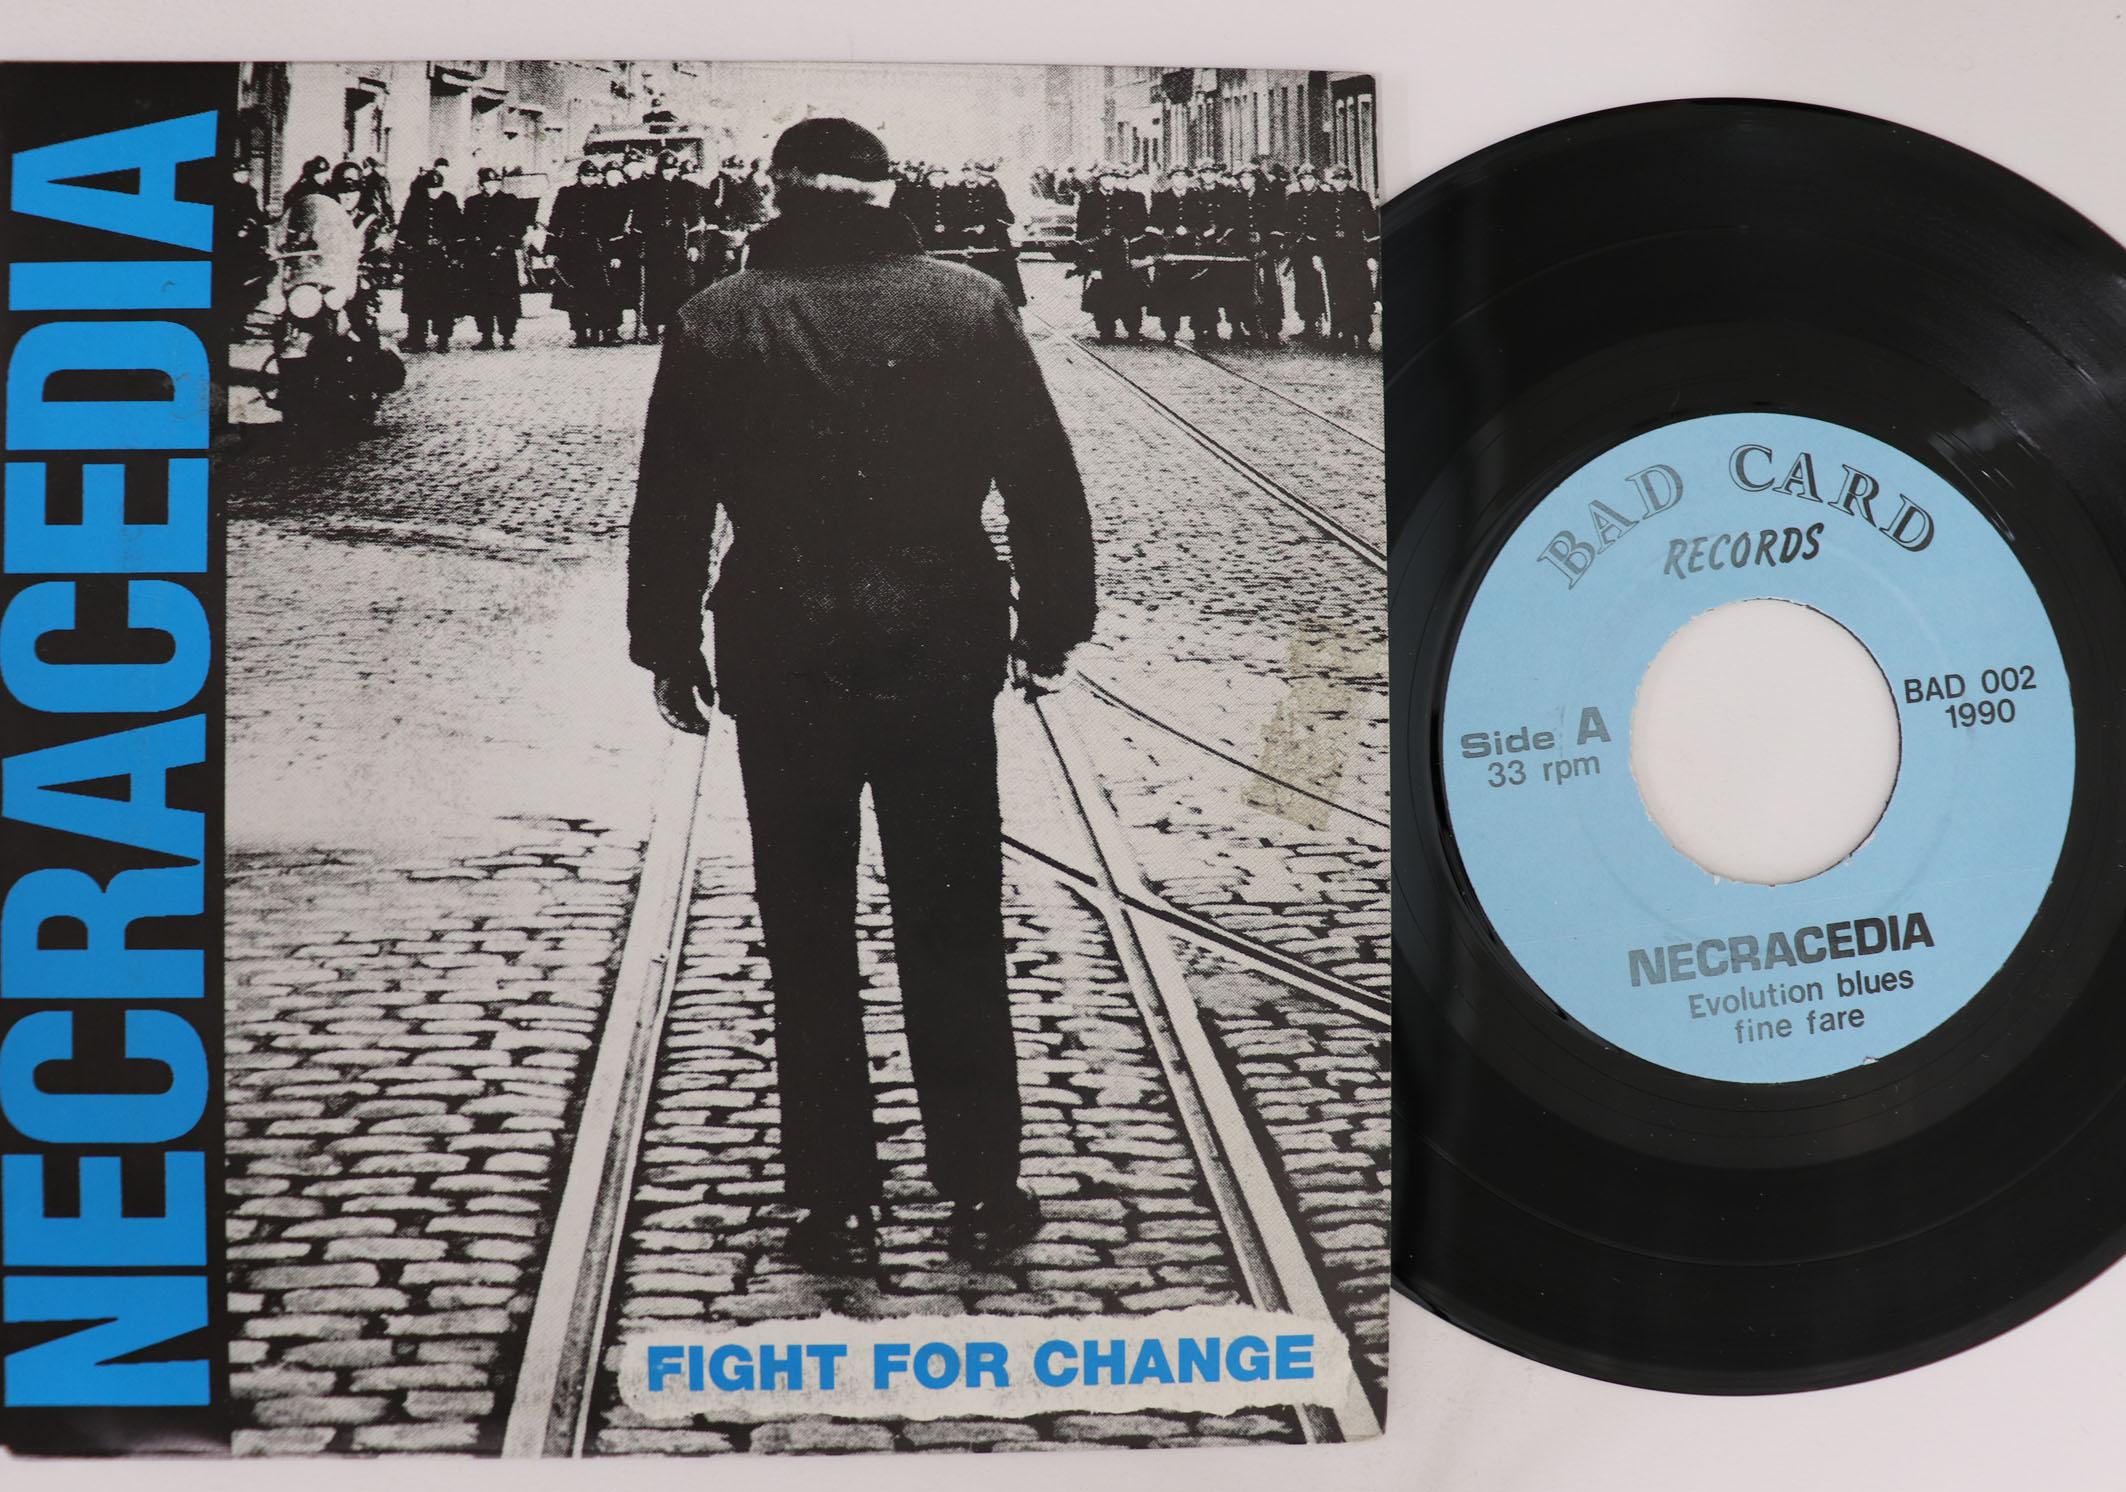 NECRACEDIA
FIGHT FOR CHANGE
BAD CARD
RECORDS
Side A
33 rpm
BAD 002
1990
NECRACEDIA
Evolution blues
fine fare